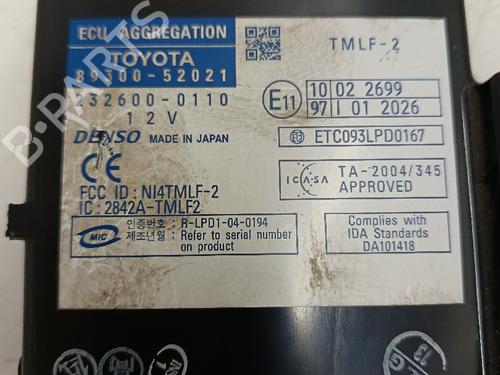 ECU AGGREGATION
TOYOTA
89300-52021
232600-0110
12V
DENSO MADE IN JAPAN
CE
FCC ID : NI4TMLF-2
IC : 2842A-TMLF2
MIC
인증번호 : R-LPD1-04-0194
제조년월 : Refer to serial number
on product
TMLF-2
E11
10 02 2699
97 I 01 2026
ETC093LPD0167
ICASA
TA-2004/345
APPROVED
Complies with
IDA Standards
DA101418
B-PARTS